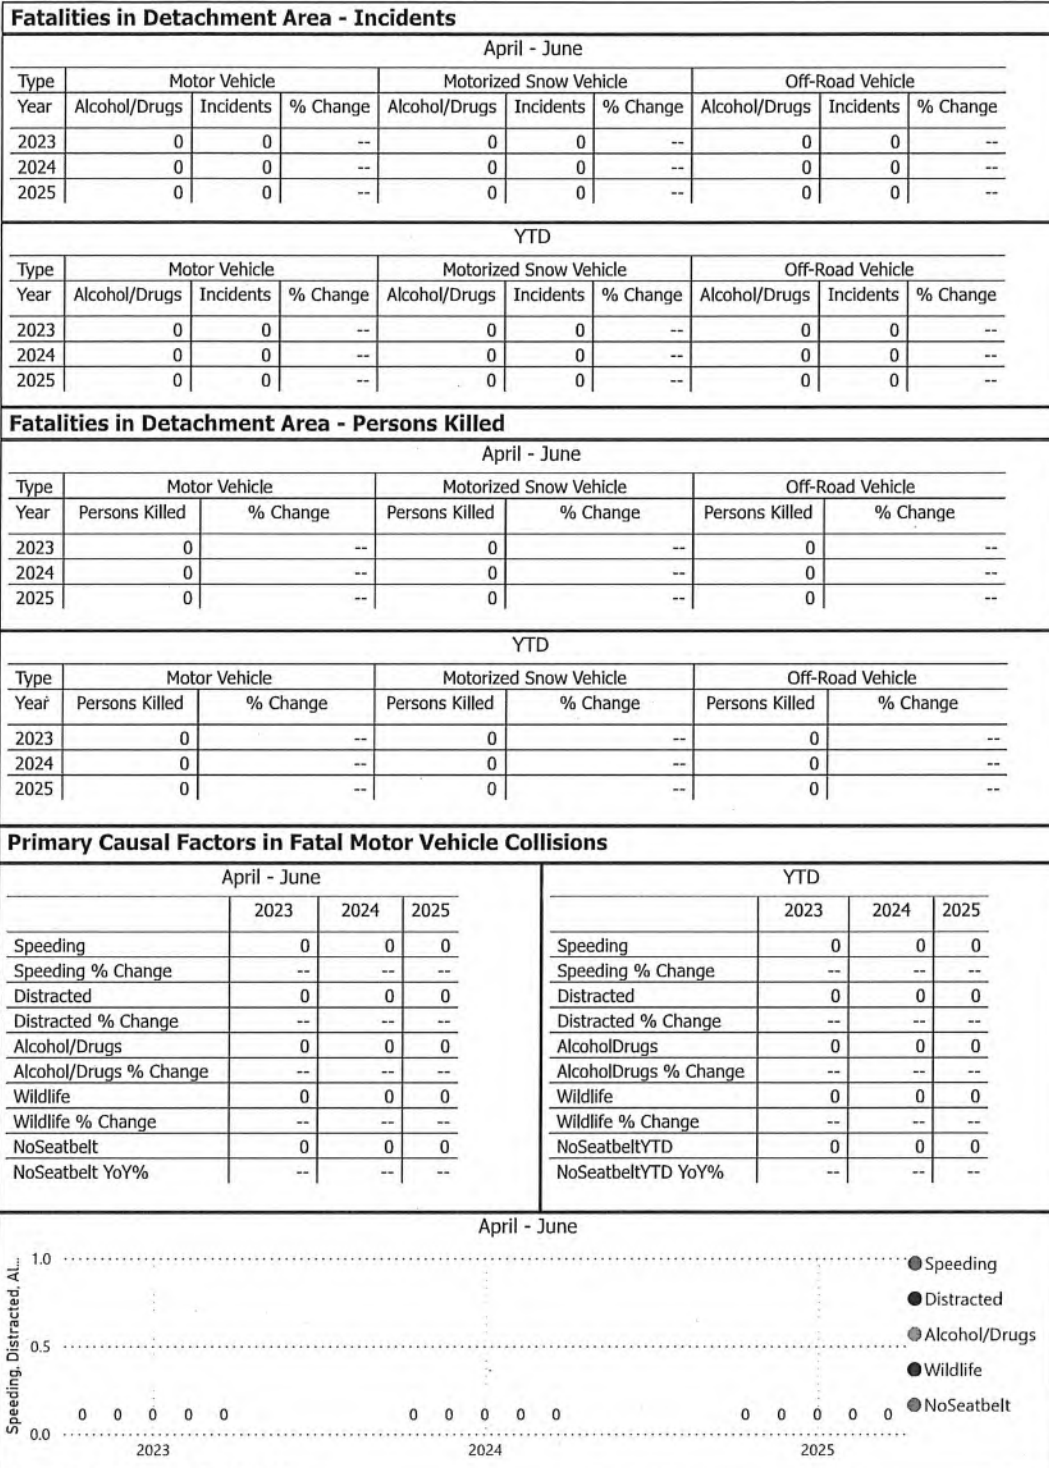 Fatalities in Detachment Area - Incidents
April - June
Type Motor Vehicle Motorized Snow Vehicle Off-Road Vehicle
Year Alcohol/Drugs Incidents % Change Alcohol/Drugs Incidents % Change Alcohol/Drugs Incidents % Change
2023 0 0 -- 0 0 -- 0 0 --
2024 0 0 -- 0 0 -- 0 0 --
2025 0 0 -- 0 0 -- 0 0 --
YTD
Type Motor Vehicle Motorized Snow Vehicle Off-Road Vehicle
Year Alcohol/Drugs Incidents % Change Alcohol/Drugs Incidents % Change Alcohol/Drugs Incidents % Change
2023 0 0 -- 0 0 -- 0 0 --
2024 0 0 -- 0 0 -- 0 0 --
2025 0 0 -- 0 0 -- 0 0 --
Fatalities in Detachment Area - Persons Killed
April - June
Type Motor Vehicle Motorized Snow Vehicle Off-Road Vehicle
Year Persons Killed % Change Persons Killed % Change Persons Killed % Change
2023 0 -- 0 -- 0 --
2024 0 -- 0 -- 0 --
2025 0 -- 0 -- 0 --
YTD
Type Motor Vehicle Motorized Snow Vehicle Off-Road Vehicle
Year Persons Killed % Change Persons Killed % Change Persons Killed % Change
2023 0 -- 0 -- 0 --
2024 0 -- 0 -- 0 --
2025 0 -- 0 -- 0 --
Primary Causal Factors in Fatal Motor Vehicle Collisions
April - June
2023 2024 2025
Speeding 0 0 0
Speeding % Change -- -- --
Distracted 0 0 0
Distracted % Change -- -- --
Alcohol/Drugs 0 0 0
Alcohol/Drugs % Change -- -- --
Wildlife 0 0 0
Wildlife % Change -- -- --
NoSeatbelt 0 0 0
NoSeatbelt YoY% -- -- --
YTD
2023 2024 2025
Speeding 0 0 0
Speeding % Change -- -- --
Distracted 0 0 0
Distracted % Change -- -- --
AlcoholDrugs 0 0 0
AlcoholDrugs % Change -- -- --
Wildlife 0 0 0
Wildlife % Change -- -- --
NoSeatbeltYTD 0 0 0
NoSeatbeltYTD YoY% -- -- --
April - June
Speeding, Distracted, Al...
1.0
0.5
0.0
0 0 0 0 0 0 0 0 0 0 0 0 0 0 0
2023 2024 2025
Speeding
Distracted
Alcohol/Drugs
Wildlife
NoSeatbelt